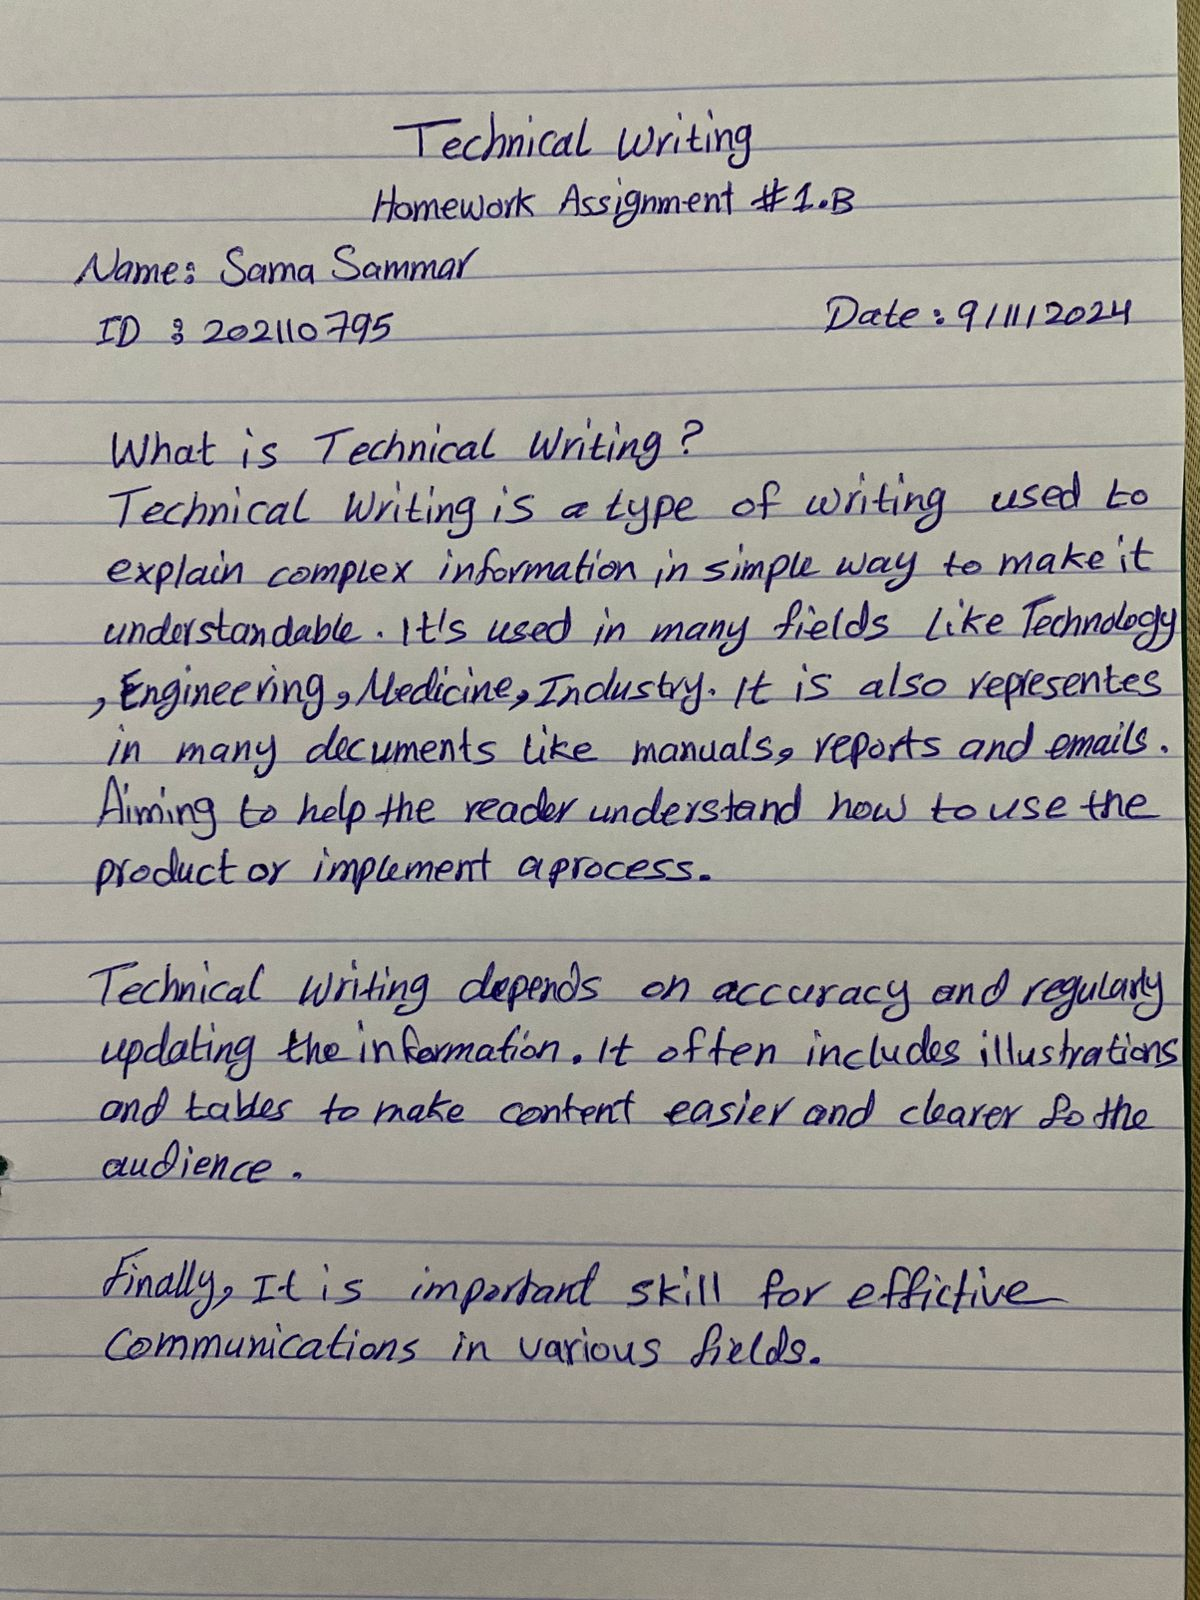 Technical Writing
Homework Assignment #1.B
Name: Sama Sammar
ID : 202110795
Date: 9/11/2024
What is Technical Writing?
Technical Writing is a type of writing used to
explain complex information in simple way to make it
understandable. It's used in many fields like Technology
, Engineering, Medicine, Industry. It is also representes
in many documents like manuals, reports and emails.
Aiming to help the reader understand how to use the
product or implement a process.
Technical Writing depends on accuracy and regularly
updating the information. It often includes illustrations
and tables to make content easier and clearer fo the
audience.
Finally, It is important skill for effictive
Communications in various fields.